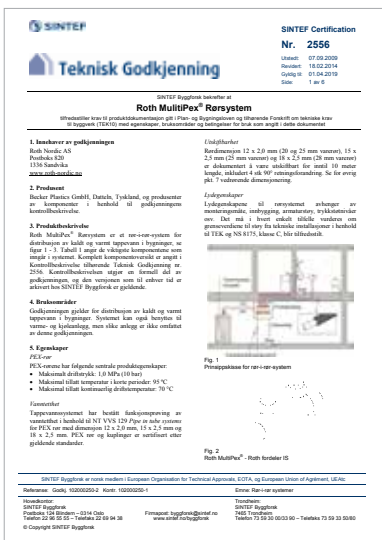 SINTEF
SINTEF Certification
Nr. 2556
Utstedt: 07.09.2009
Revidert: 18.02.2014
Gyldig til: 01.04.2019
Side: 1 av 6
Teknisk Godkjenning
SINTEF Byggforsk bekrefter at
Roth MulitiPex® Rørsystem
tilfredsstiller krav til produktdokumentasjon gitt i Plan- og Bygningsloven og tilhørende Forskrift om tekniske krav
til byggverk (TEK10) med egenskaper, bruksområder og betingelser for bruk som angitt i dette dokumentet
1. Innehaver av godkjenningen
Roth Nordic AS
Postboks 820
1336 Sandvika
www.roth-nordic.no
2. Produsent
Becker Plastics GmbH, Datteln, Tyskland, og produsenter
av komponenter i henhold til godkjenningens
kontrollbeskrivelse.
3. Produktbeskrivelse
Roth MultiPex® Rørsystem er et rør-i-rør-system for
distribusjon av kaldt og varmt tappevann i bygninger, se
figur 1 - 3. Tabell 1 angir de viktigste komponentene som
inngår i systemet. Komplett komponentoversikt er angitt i
Kontrollbeskrivelse tilhørende Teknisk Godkjenning nr
2556. Kontrollbeskrivelsen utgjør en formell del av
godkjenningen, og den versjonen som til enhver tid er
arkivert hos SINTEF Byggforsk er gjeldende.
4. Bruksområder
Godkjenningen gjelder for distribusjon av kaldt og varmt
tappevann i bygninger. Systemet kan også benyttes til
varme- og kjøleanlegg, men slike anlegg er ikke omfattet
av denne godkjenningen.
5. Egenskaper
PEX-rør
PEX-rørene har følgende sentrale produktegenskaper:
• Maksimalt driftstrykk: 1,0 MPa (10 bar)
• Maksimal tillatt temperatur i korte perioder: 95 °C
• Maksimal tillatt kontinuerlig driftstemperatur: 70 °C
Vanntetthet
Tappevannssystemet har bestått funksjonsprøving av
vanntetthet i henhold til NT VVS 129 Pipe in tube systems
for PEX rør med dimensjon 12 x 2,0 mm, 15 x 2,5 mm og
18 x 2,5 mm. PEX rør og kuplinger er sertifisert etter
gjeldende standarder.
Utskiftbarhet
Rørdimensjon 12 x 2,0 mm (20 og 25 mm varerør), 15 x
2,5 mm (25 mm varerør) og 18 x 2,5 mm (28 mm varerør)
er dokumentert å være utskiftbart for inntil 10 meter
lengde, inkludert 4 stk 90° retningsforandring. Se for øvrig
pkt. 7 vedrørende dimensjonering.
Lydegenskaper
Lydegenskapene til rørsystemet avhenger av
monteringsmåte, innbygging, armaturstøy, trykkstøtsikringer
osv. Det må i hvert enkelt tilfelle vurderes om
grenseverdiene til støy fra tekniske installasjoner i henhold
til TEK og NS 8175, klasse C, blir tilfredsstilt.
Fig. 1
Prinsippskisse for rør-i-rør-system
Fig. 2
Roth MultiPex® - Roth fordeler IS
SINTEF Byggforsk er norsk medlem i European Organisation for Technical Approvals, EOTA, og European Union of Agrément, UEAtc
Referanse: Godkj. 102000250-2 Kontr. 102000250-1
Emne: Rør-i-rør systemer
Hovedkontor:
SINTEF Byggforsk
Postboks 124 Blindern – 0314 Oslo
Telefon 22 96 55 55 – Telefaks 22 69 94 38
Firmapost: byggforsk@sintef.no
www.sintef.no/byggforsk
Trondheim:
SINTEF Byggforsk
7465 Trondheim
Telefon 73 59 30 00/33 90 – Telefaks 73 59 33 50/80
© Copyright SINTEF Byggforsk